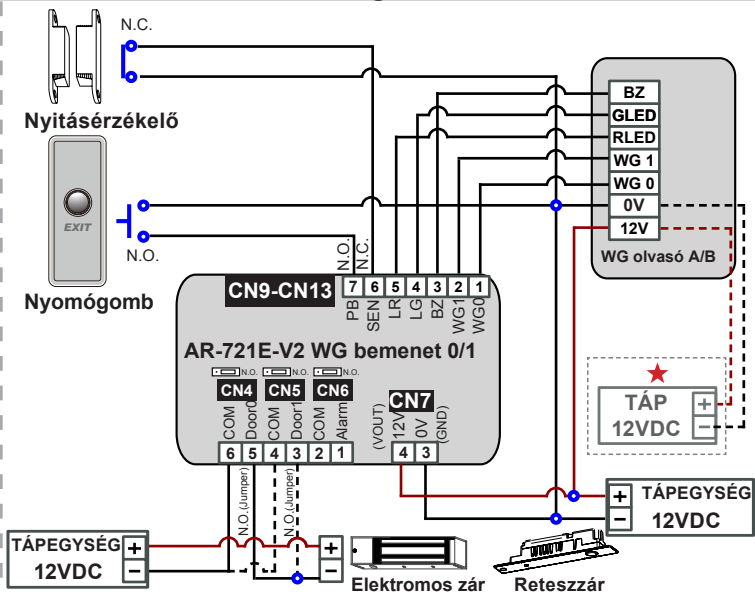 N.C.
Nyitásérzékelő
EXIT
N.O.
Nyomógomb
BZ
GLED
RLED
WG 1
WG 0
0V
12V
WG olvasó A/B
N.O.
N.C.
CN9-CN13
7 6 5 4 3 2 1
PB
SEN
LR
LG
BZ
WG1
WG0
AR-721E-V2 WG bemenet 0/1
N.O. N.O. N.O.
CN4 CN5 CN6
COM
Door0
COM
Door1
COM
Alarm
6 5 4 3 2 1
CN7
(VOUT)
12V
0V
(GND)
4 3
N.O.(Jumper)
N.O.(Jumper)
TÁP
12VDC
+
−
+
−
TÁPEGYSÉG
12VDC
TÁPEGYSÉG
12VDC
+
−
+
−
Elektromos zár
Reteszzár